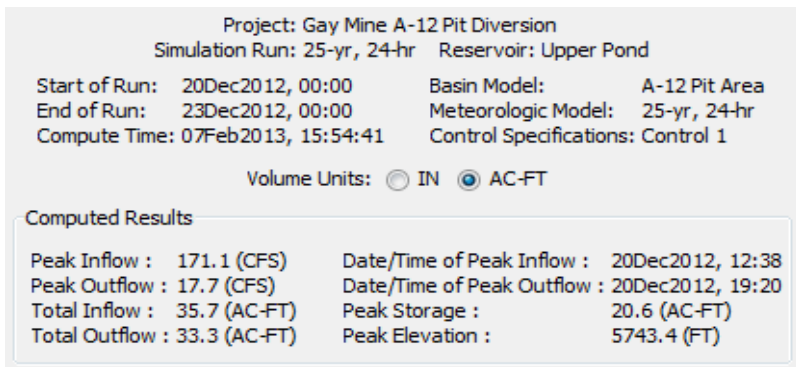 Project: Gay Mine A-12 Pit Diversion
Simulation Run: 25-yr, 24-hr Reservoir: Upper Pond
Start of Run: 20Dec2012, 00:00 Basin Model: A-12 Pit Area
End of Run: 23Dec2012, 00:00 Meteorologic Model: 25-yr, 24-hr
Compute Time: 07Feb2013, 15:54:41 Control Specifications: Control 1
Volume Units: IN AC-FT
Computed Results
Peak Inflow : 171.1 (CFS) Date/Time of Peak Inflow : 20Dec2012, 12:38
Peak Outflow : 17.7 (CFS) Date/Time of Peak Outflow : 20Dec2012, 19:20
Total Inflow : 35.7 (AC-FT) Peak Storage : 20.6 (AC-FT)
Total Outflow : 33.3 (AC-FT) Peak Elevation : 5743.4 (FT)